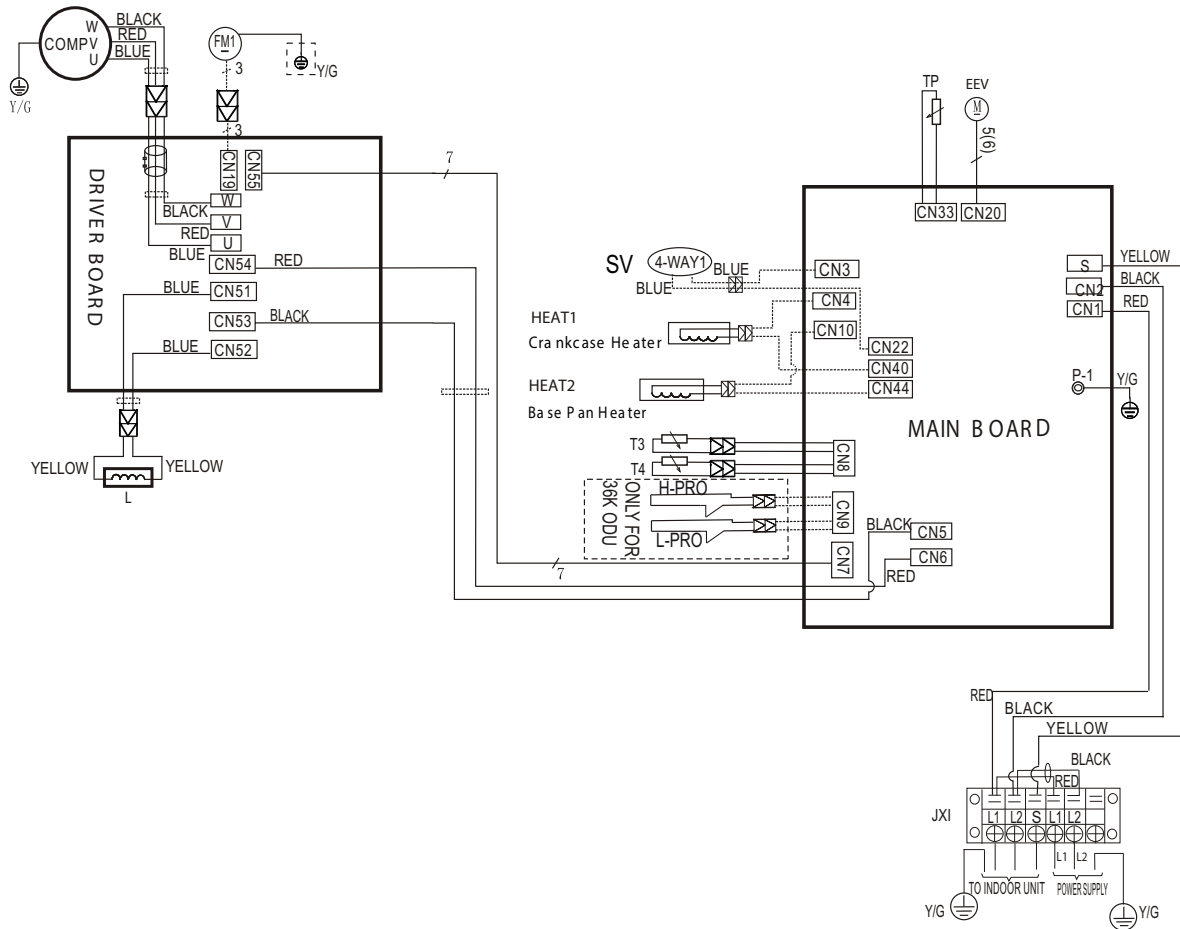 BLACK
W
RED
COMP
V
BLUE
U
Y/G
FM1
Y/G
3
3
TP
EEV
M
5(6)
DRIVER BOARD
CN19
CN55
7
W
BLACK
V
RED
U
BLUE
CN54
RED
BLUE
CN51
CN53
BLACK
BLUE
CN52
YELLOW
YELLOW
L
CN33
CN20
SV
4-WAY1
BLUE
BLUE
CN3
S
YELLOW
CN2
BLACK
CN1
RED
HEAT1
Crankcase Heater
CN4
CN10
CN22
CN40
CN44
HEAT2
Base Pan Heater
P-1
Y/G
MAIN BOARD
T3
T4
CN8
ONLY FOR
36K ODU
H-PRO
L-PRO
CN9
BLACK
CN5
CN6
CN7
RED
7
RED
BLACK
YELLOW
BLACK
RED
JXI
L1 L2 S L1 L2
L1 L2
TO INDOOR UNIT
POWER SUPPLY
Y/G
Y/G